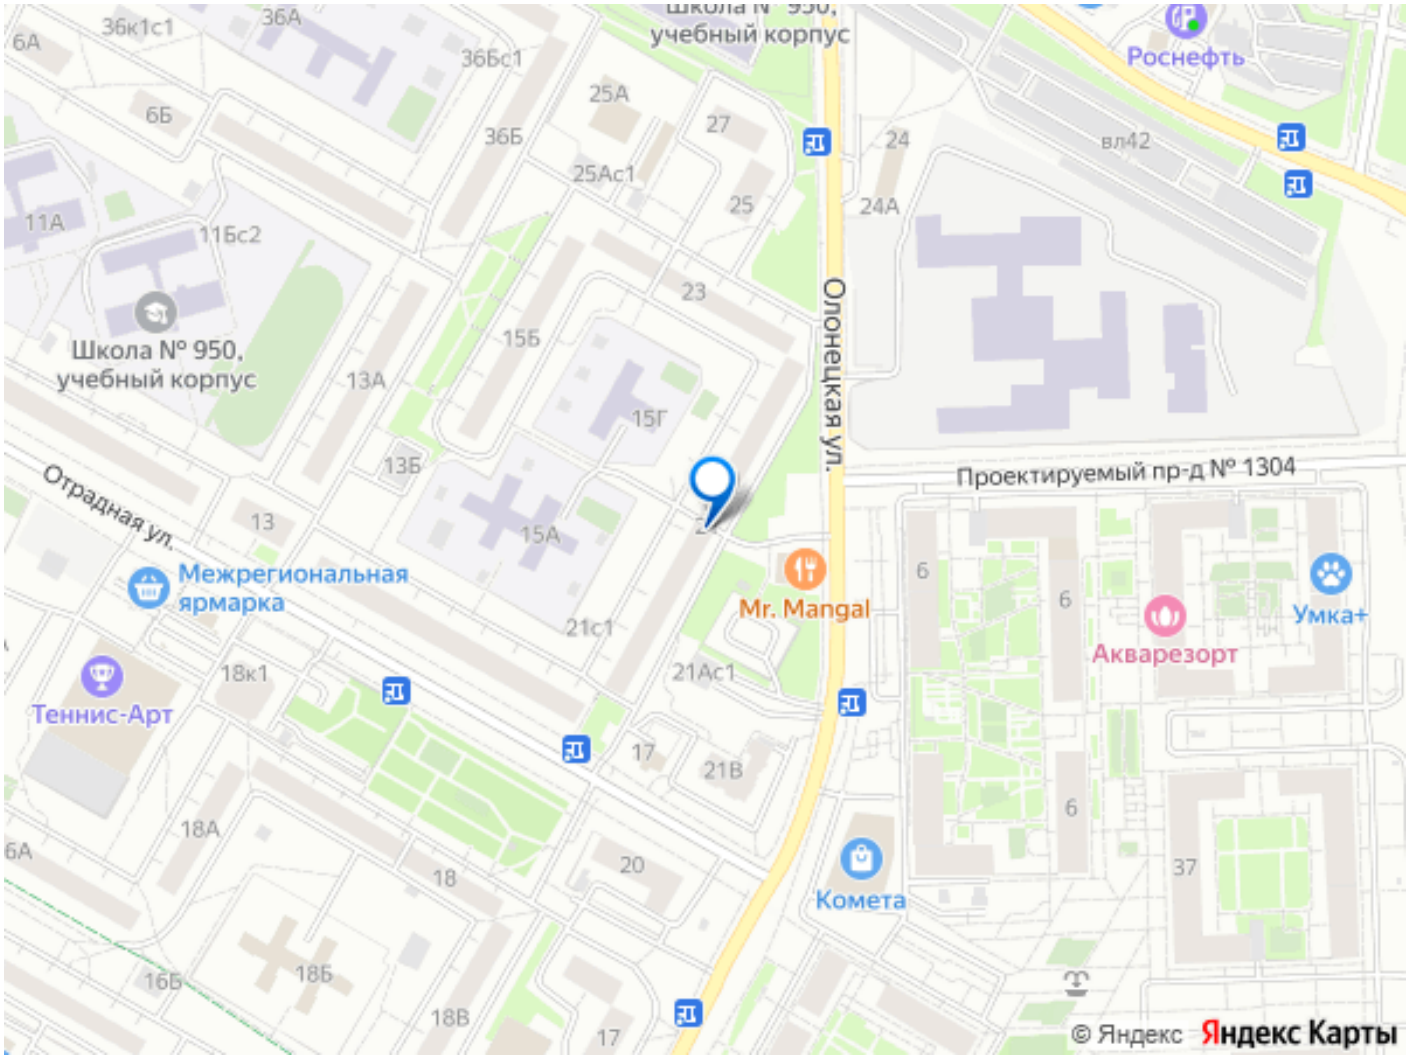 Школа № 950,
учебный корпус
Роснефть
36А
36к1с1
6А
36Бс1
25А
6Б
27
36Б
24
вл42
25Ас1
25
24А
11А
11Бс2
23
Олонецкая ул.
15Б
Школа № 950,
учебный корпус
13А
15Г
13Б
Проектируемый пр-д № 1304
Отрадная ул.
13
15А
Межрегиональная
ярмарка
6
Mr. Mangal
6
Умка+
21с1
Акварезорт
18к1
21Ас1
Теннис-Арт
17
21В
6
18А
6А
20
37
18
Комета
18Б
16Б
18В
17
© Яндекс Яндекс Карты